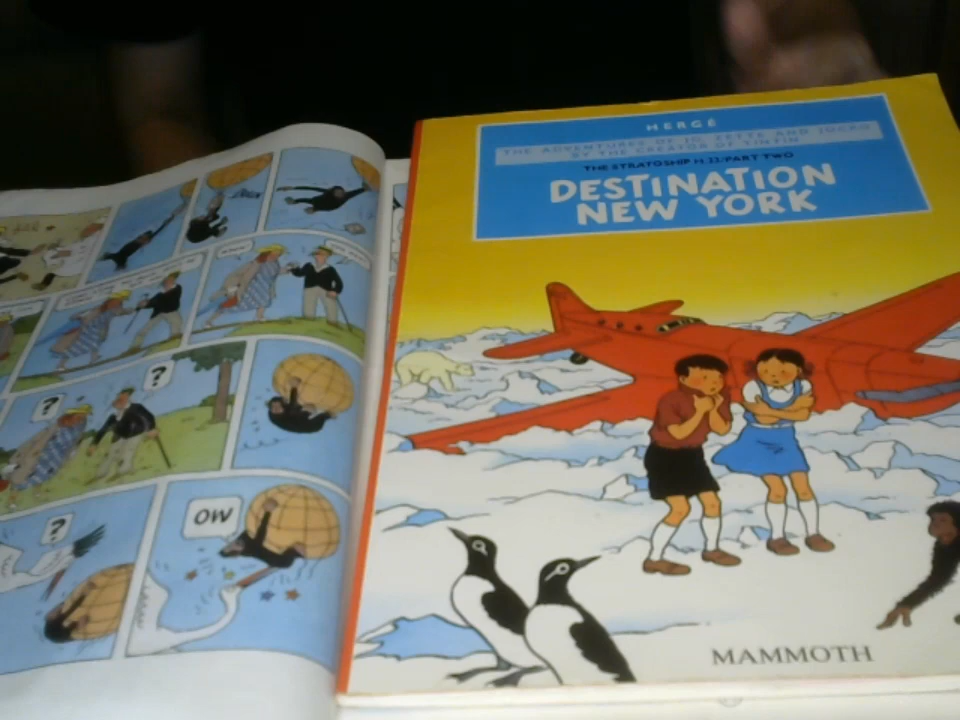 ?
?
?
OW
HERGÉ
THE ADVENTURES OF JO, ZETTE AND JOCKO
BY THE CREATOR OF TINTIN
THE STRATOSHIP H.22/PART TWO
DESTINATION
NEW YORK
MAMMOTH